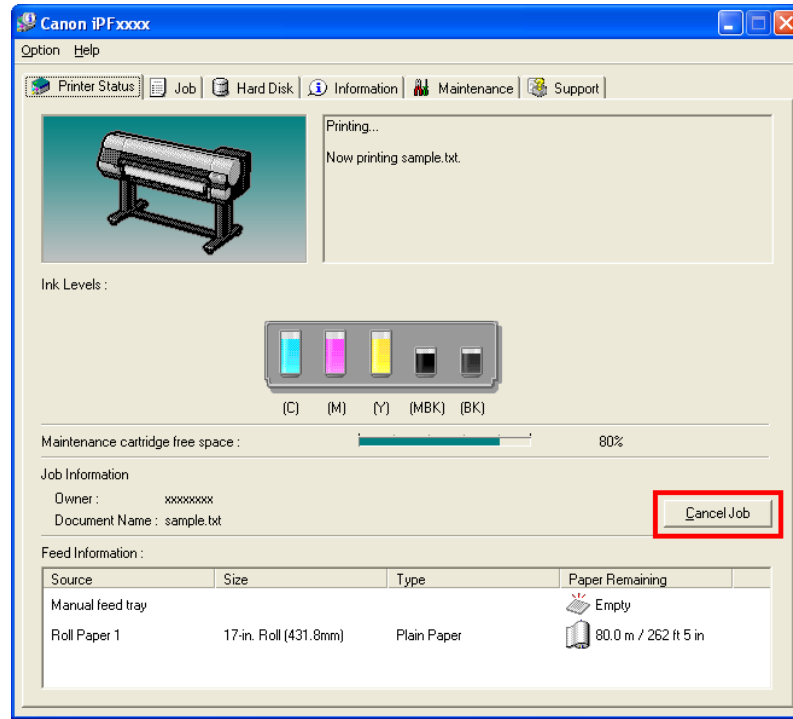 Canon iPFxxxx
Option Help
Printer Status Job Hard Disk Information Maintenance Support
Printing...
Now printing sample.txt.
Ink Levels :
(C) (M) (Y) (MBK) (BK)
Maintenance cartridge free space : 80%
Job Information
Owner : xxxxxxxx
Document Name : sample.txt
Cancel Job
Feed Information :
Source Size Type Paper Remaining
Manual feed tray Empty
Roll Paper 1 17-in. Roll (431.8mm) Plain Paper 80.0 m / 262 ft 5 in